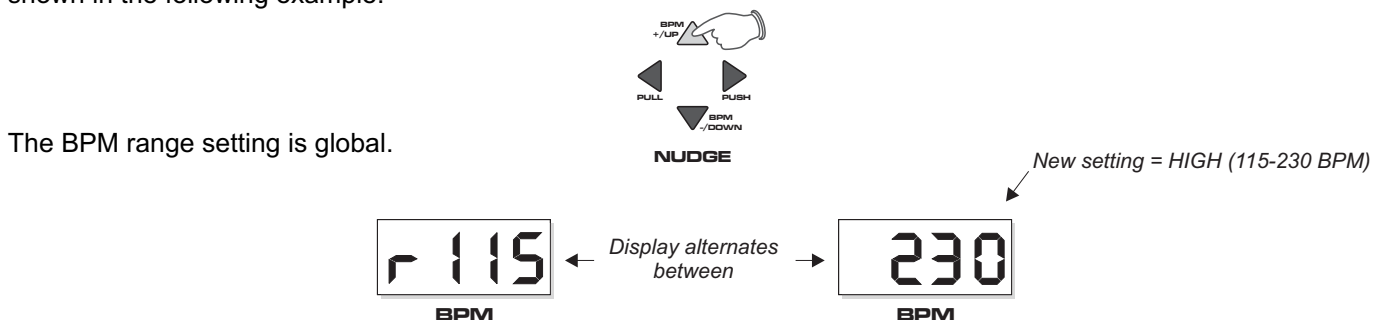 shown in the following example.
BPM
+/UP
PULL
PUSH
BPM
-/DOWN
The BPM range setting is global.
NUDGE
New setting = HIGH (115-230 BPM)
r115
Display alternates
between
230
BPM
BPM